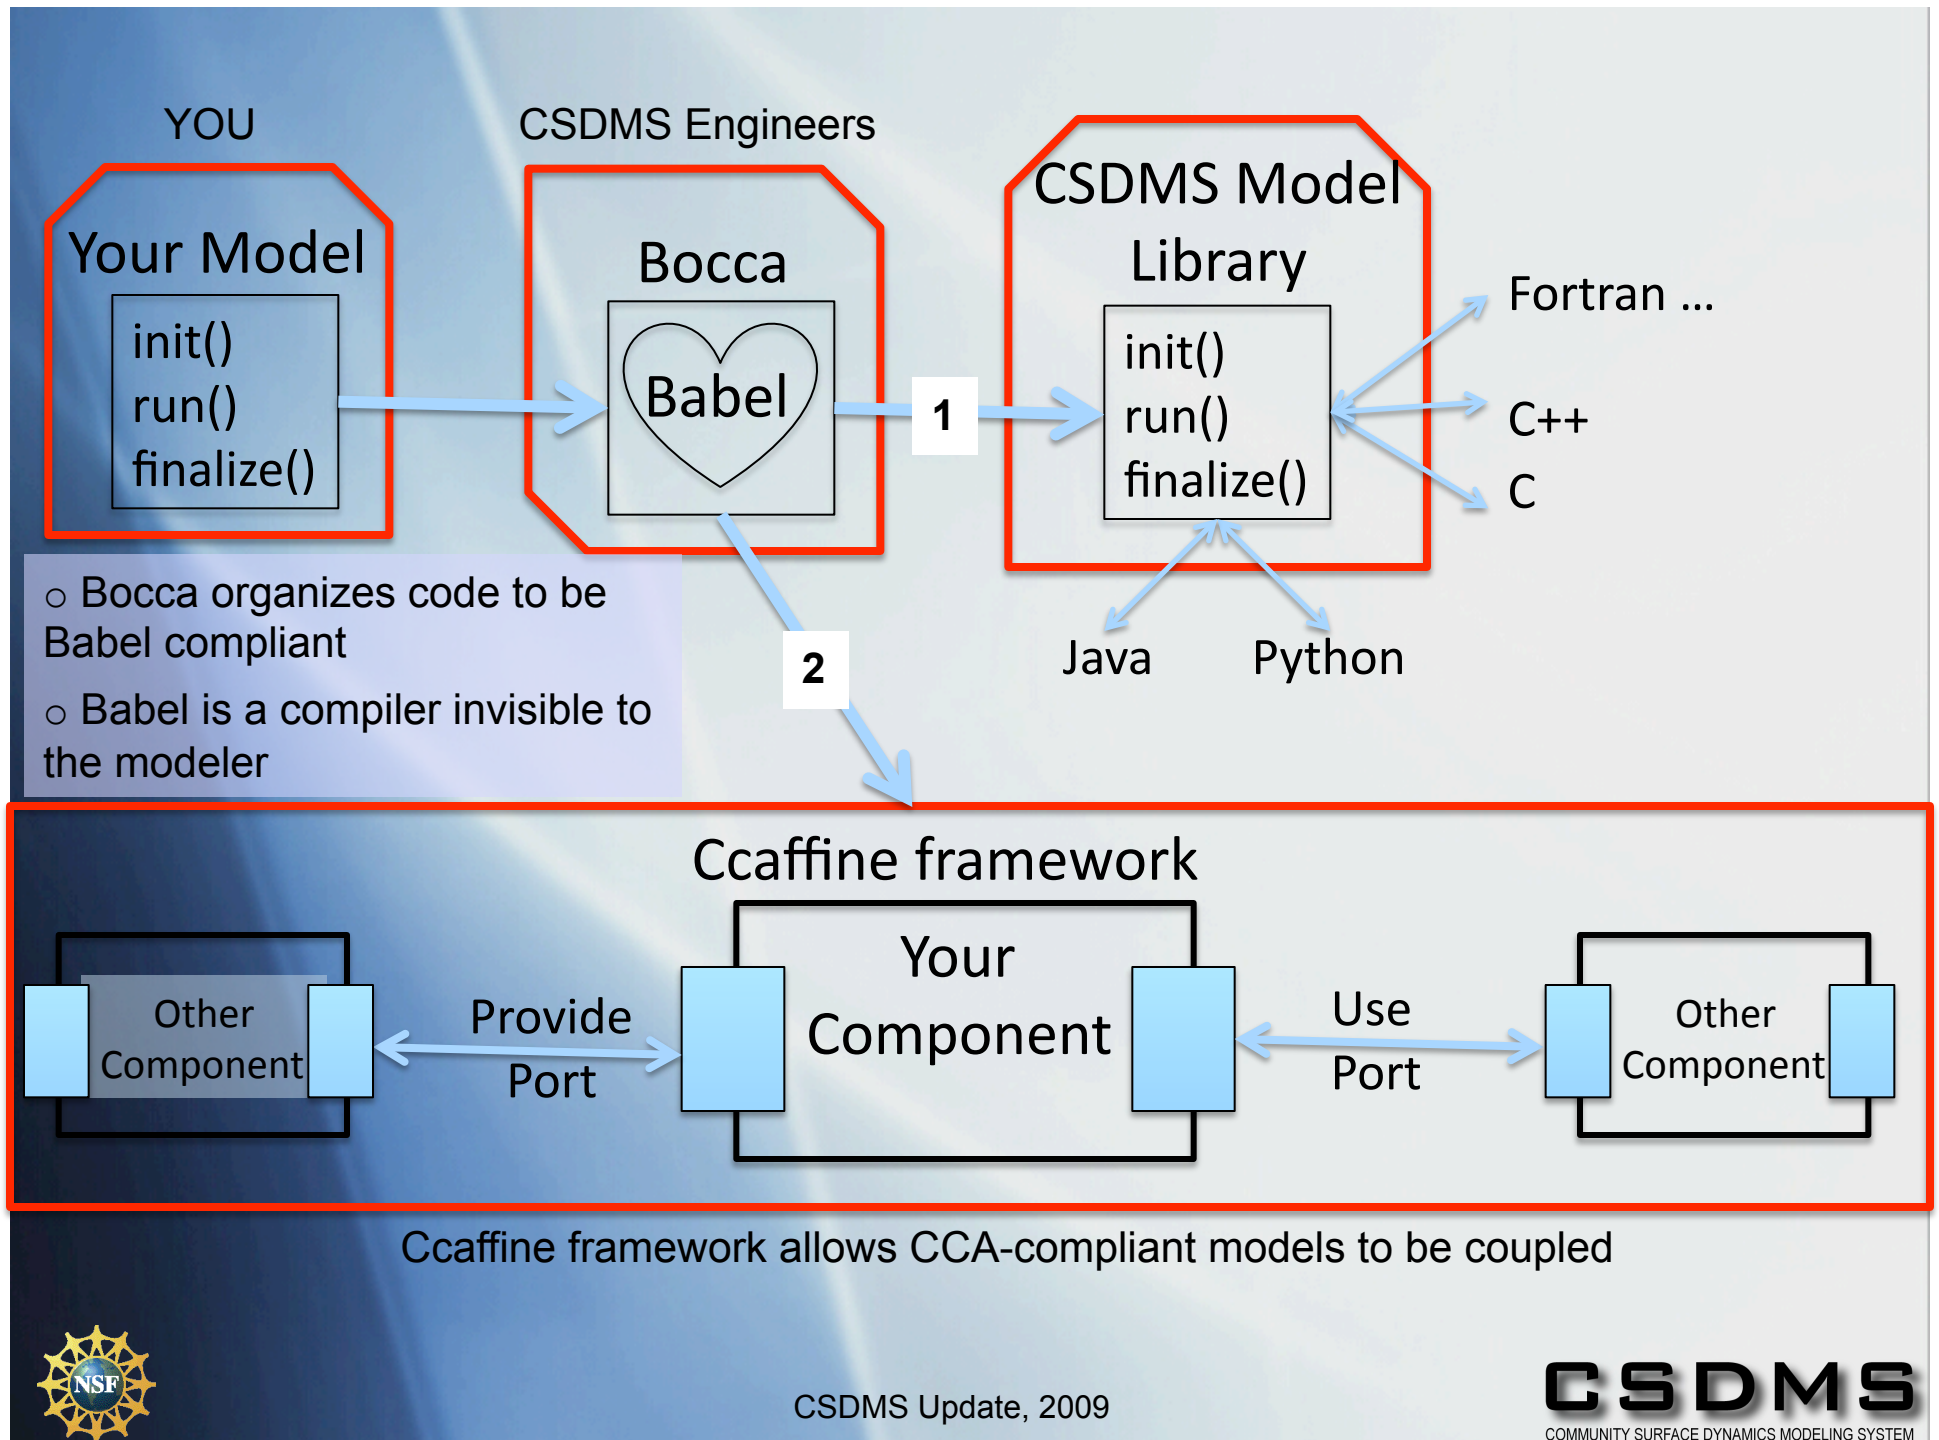 YOU
CSDMS Engineers
Your Model
init()
run()
finalize()
Bocca
Babel
1
CSDMS Model
Library
init()
run()
finalize()
Fortran ...
C++
C
Java
Python
o Bocca organizes code to be
Babel compliant
o Babel is a compiler invisible to
the modeler
2
Ccaffine framework
Other
Component
Provide
Port
Your
Component
Use
Port
Other
Component
Ccaffine framework allows CCA-compliant models to be coupled
NSF
CSDMS Update, 2009
CSDMS
COMMUNITY SURFACE DYNAMICS MODELING SYSTEM